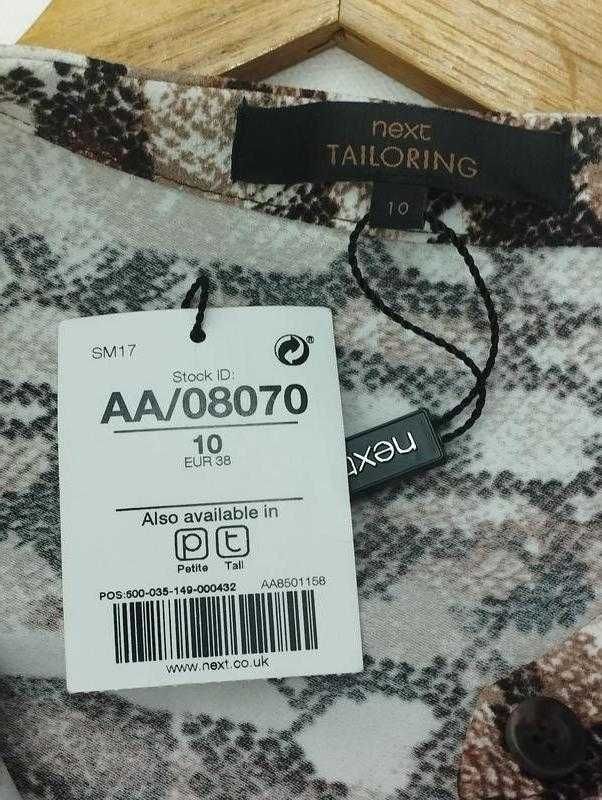 next
TAILORING
10
SM17
Stock ID:
AA/08070
10
EUR 38
next
Also available in
p t
Petite Tall
POS:500-035-149-000432 AA8501158
www.next.co.uk